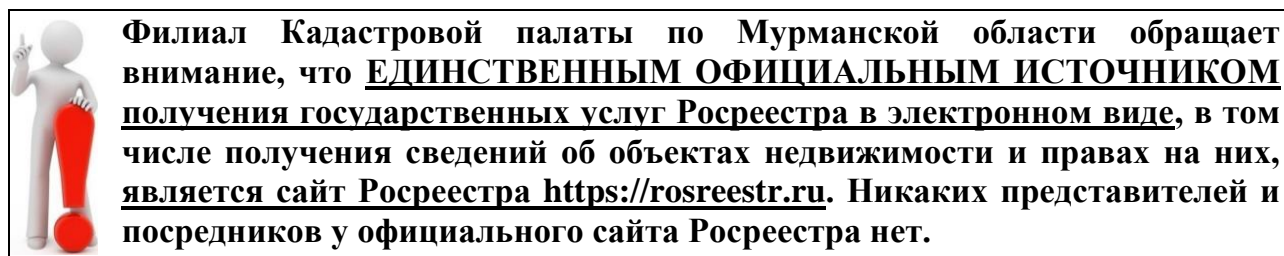 Филиал Кадастровой палаты по Мурманской области обращает
внимание, что ЕДИНСТВЕННЫМ ОФИЦИАЛЬНЫМ ИСТОЧНИКОМ
получения государственных услуг Росреестра в электронном виде, в том
числе получения сведений об объектах недвижимости и правах на них,
является сайт Росреестра https://rosreestr.ru. Никаких представителей и
посредников у официального сайта Росреестра нет.